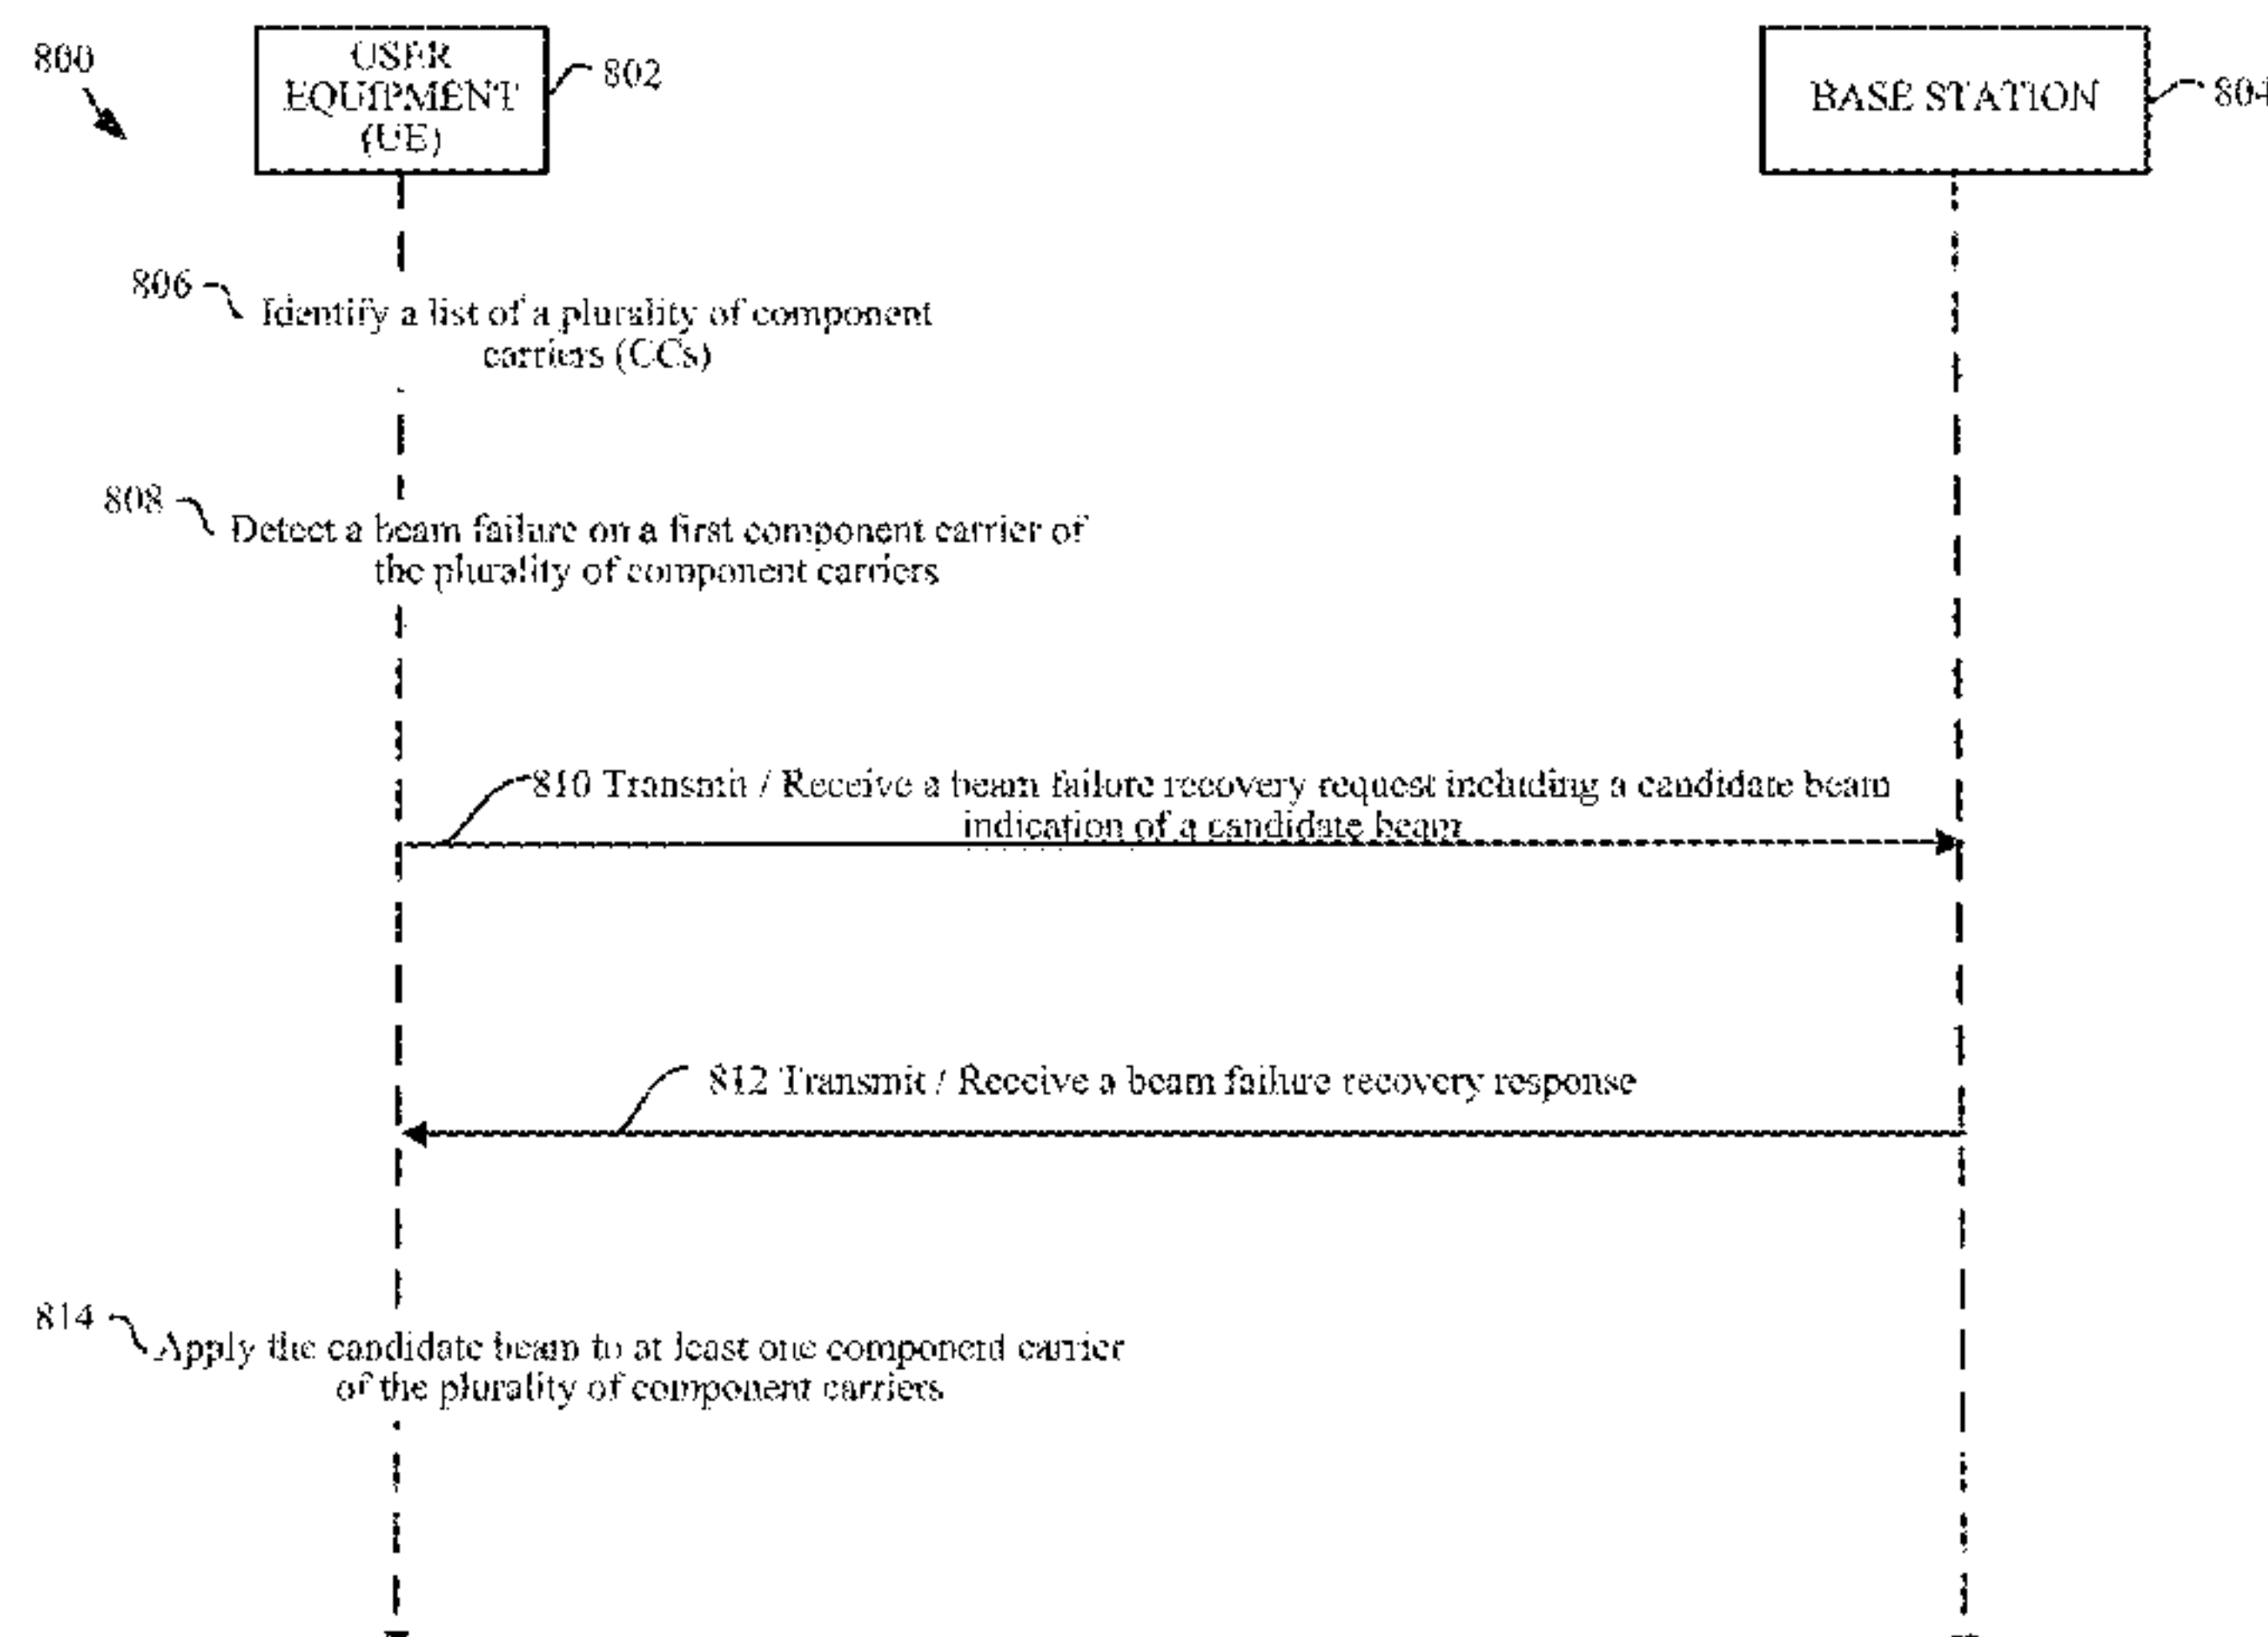 800
USER
EQUIPMENT
(UE)
802
BASE STATION
804
806
Identify a list of a plurality of component
carriers (CCs)
808
Detect a beam failure on a first component carrier of
the plurality of component carriers
810 Transmit / Receive a beam failure recovery request including a candidate beam
indication of a candidate beam
812 Transmit / Receive a beam failure recovery response
814
Apply the candidate beam to at least one component carrier
of the plurality of component carriers